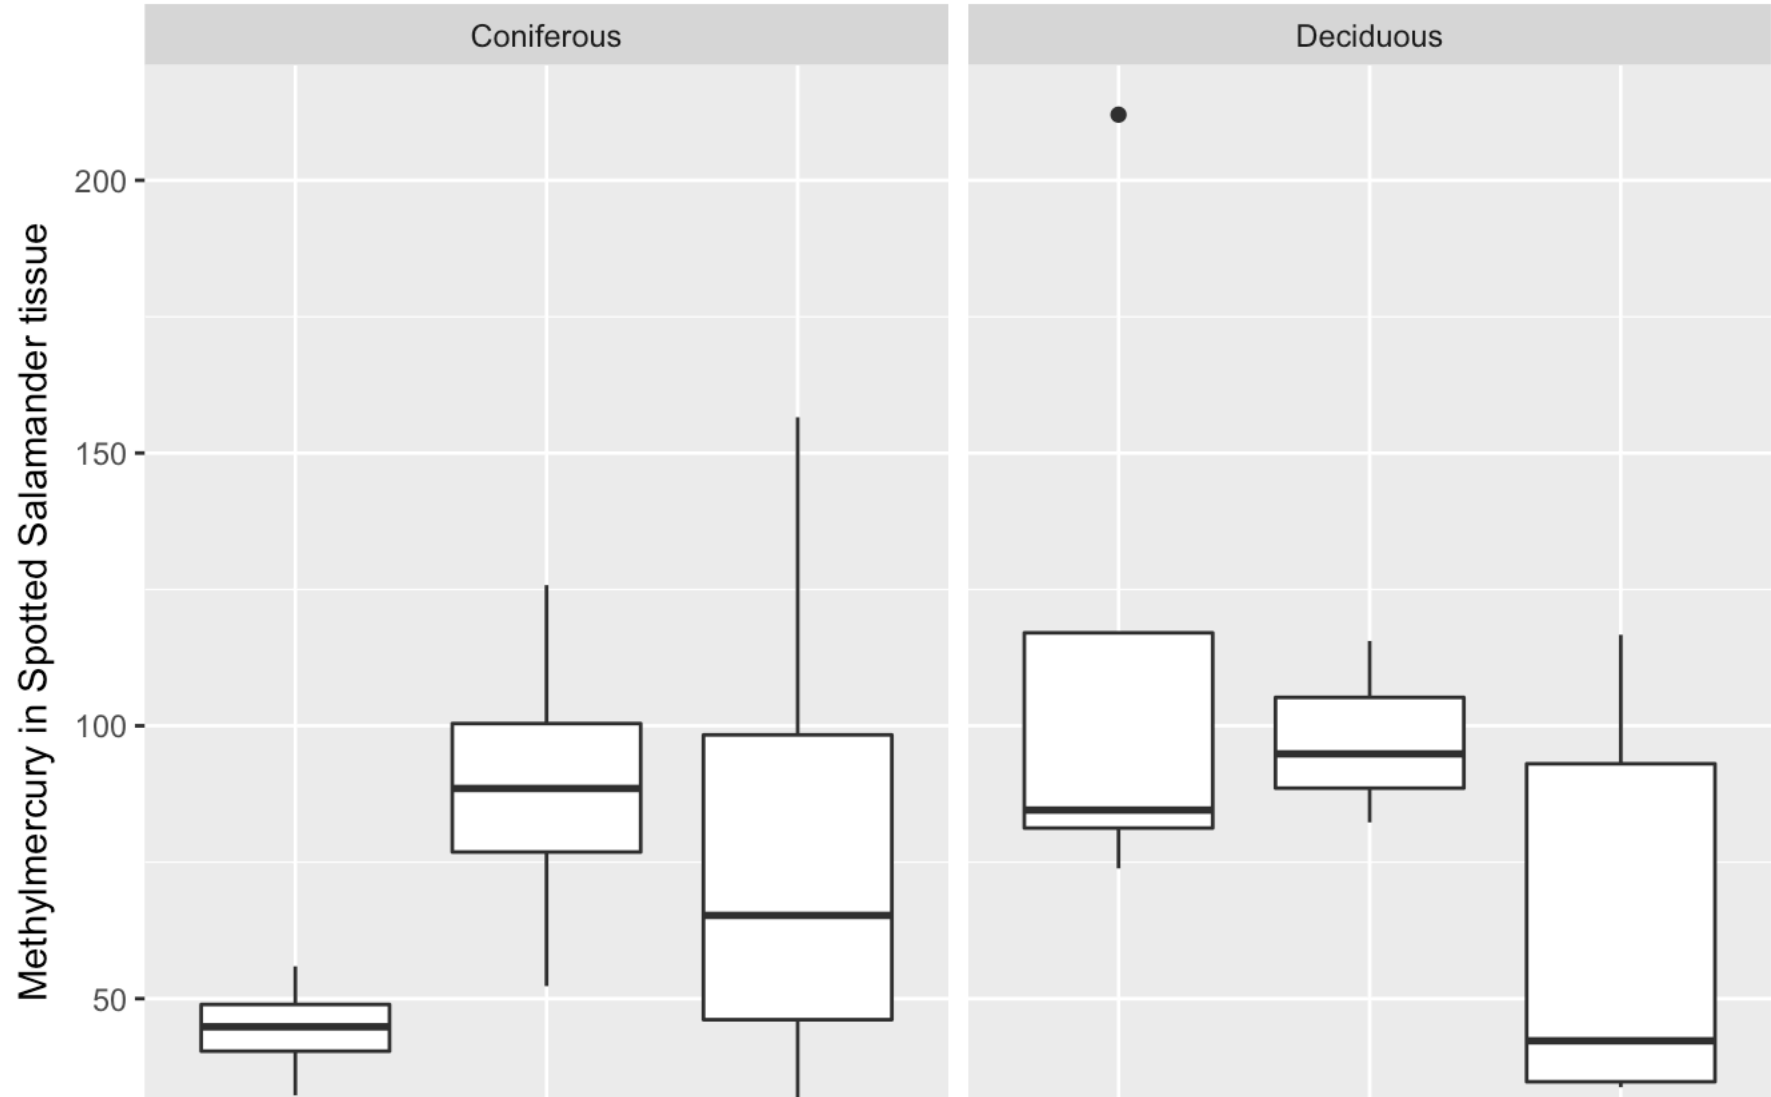 Coniferous
Deciduous
Methylmercury in Spotted Salamander tissue
200
150
100
50